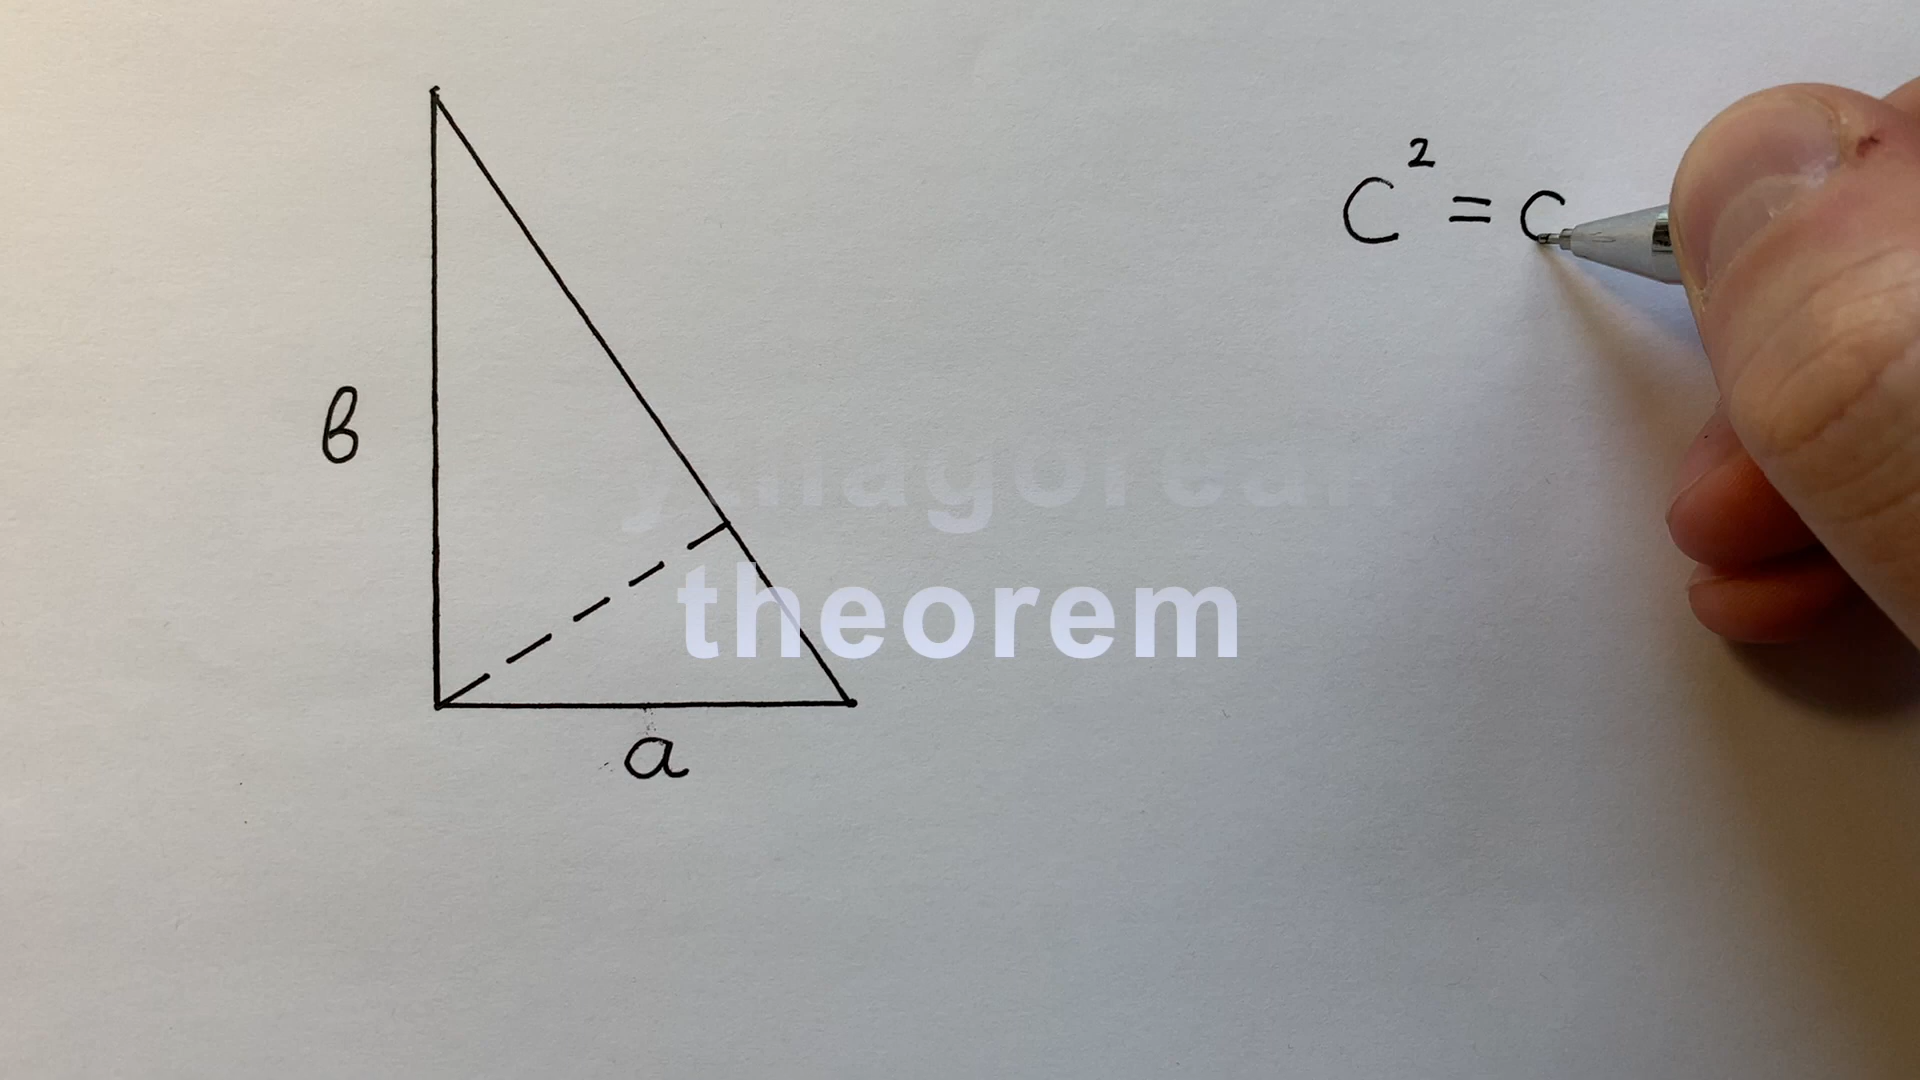 C² = c
в
theorem
a